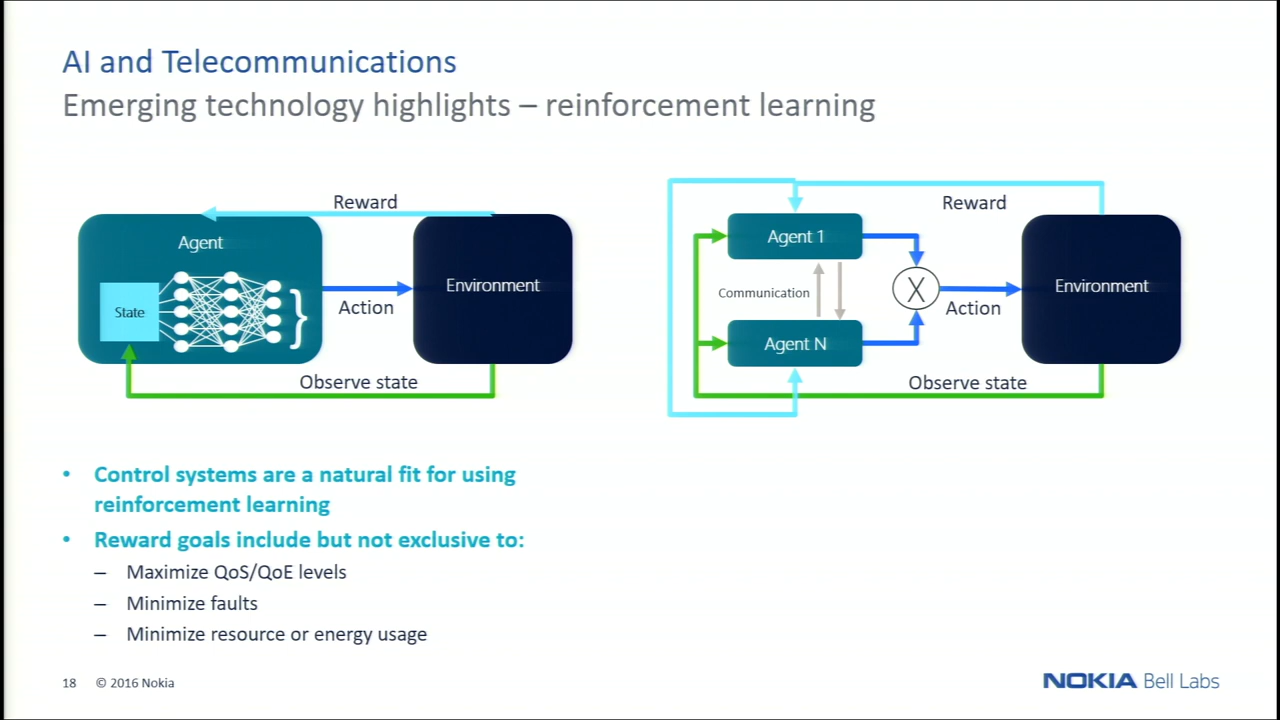 AI and Telecommunications
Emerging technology highlights – reinforcement learning
Reward
Agent
State
}
Action
Environment
Observe state
Reward
Agent 1
Communication
Agent N
X
Action
Environment
Observe state
• Control systems are a natural fit for using
reinforcement learning
• Reward goals include but not exclusive to:
– Maximize QoS/QoE levels
– Minimize faults
– Minimize resource or energy usage
18 © 2016 Nokia
NOKIA Bell Labs